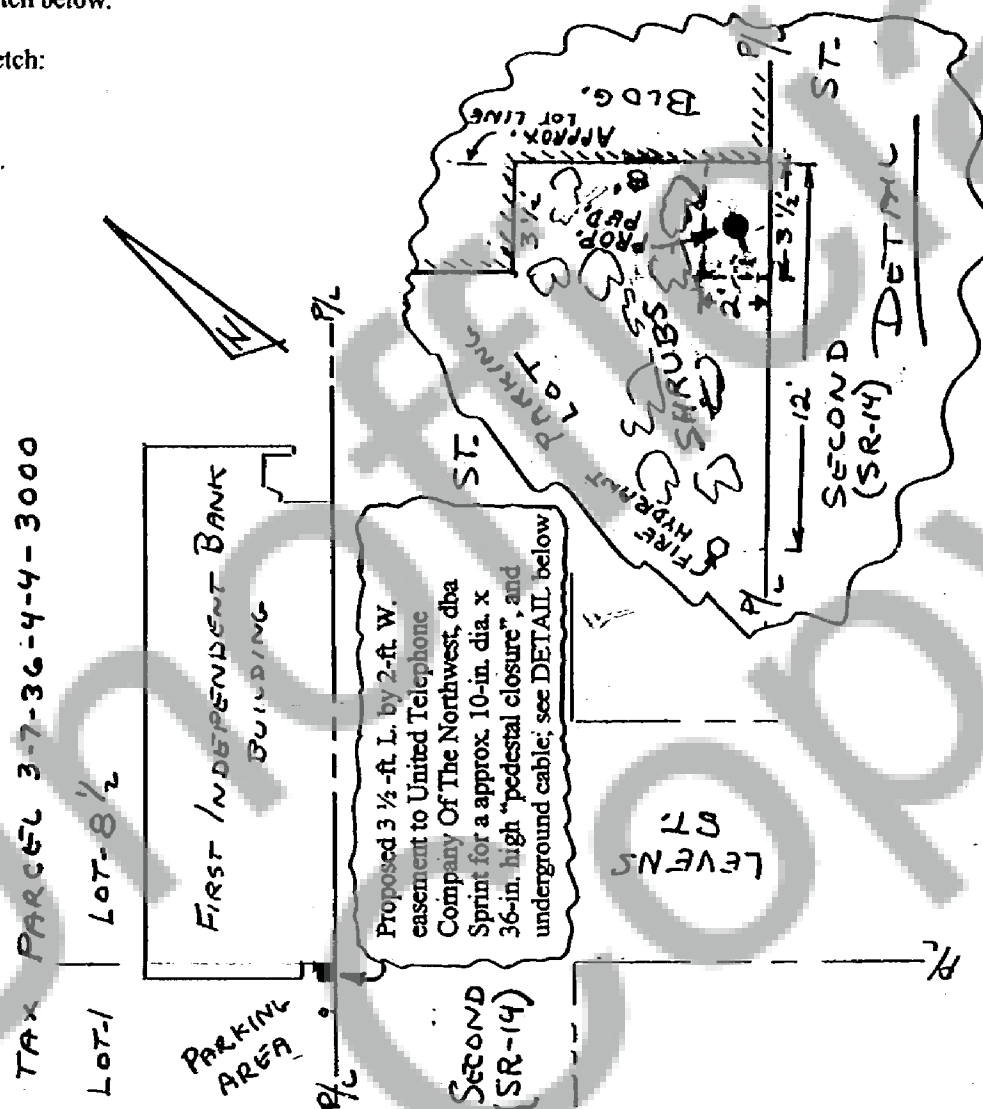 tch below.
etch:
TAX PARCEL 3-7-36-4-4-3000
LOT-1 LOT-8 1/2
FIRST INDEPENDENT BANK
BUILDING
PARKING
AREA
P/L
P/L
SECOND
(SR-14)
ST.
Proposed 3 ½-ft. L. by 2-ft. W.
easement to United Telephone
Company Of The Northwest, dba
Sprint for a approx. 10-in. dia. x
36-in. high "pedestal closure", and
underground cable; see DETAIL below
LEVENS
ST.
P/L
N
APPROX.
LOT LINE
BLDG.
P/L
3 ½'
PROP.
PED.
PARKING
LOT
SHRUBS
FIRE
HYDRANT
2'
3 ½'
12'
P/L
SECOND
(SR-14)
ST.
DETAIL
Unofficial
Copy